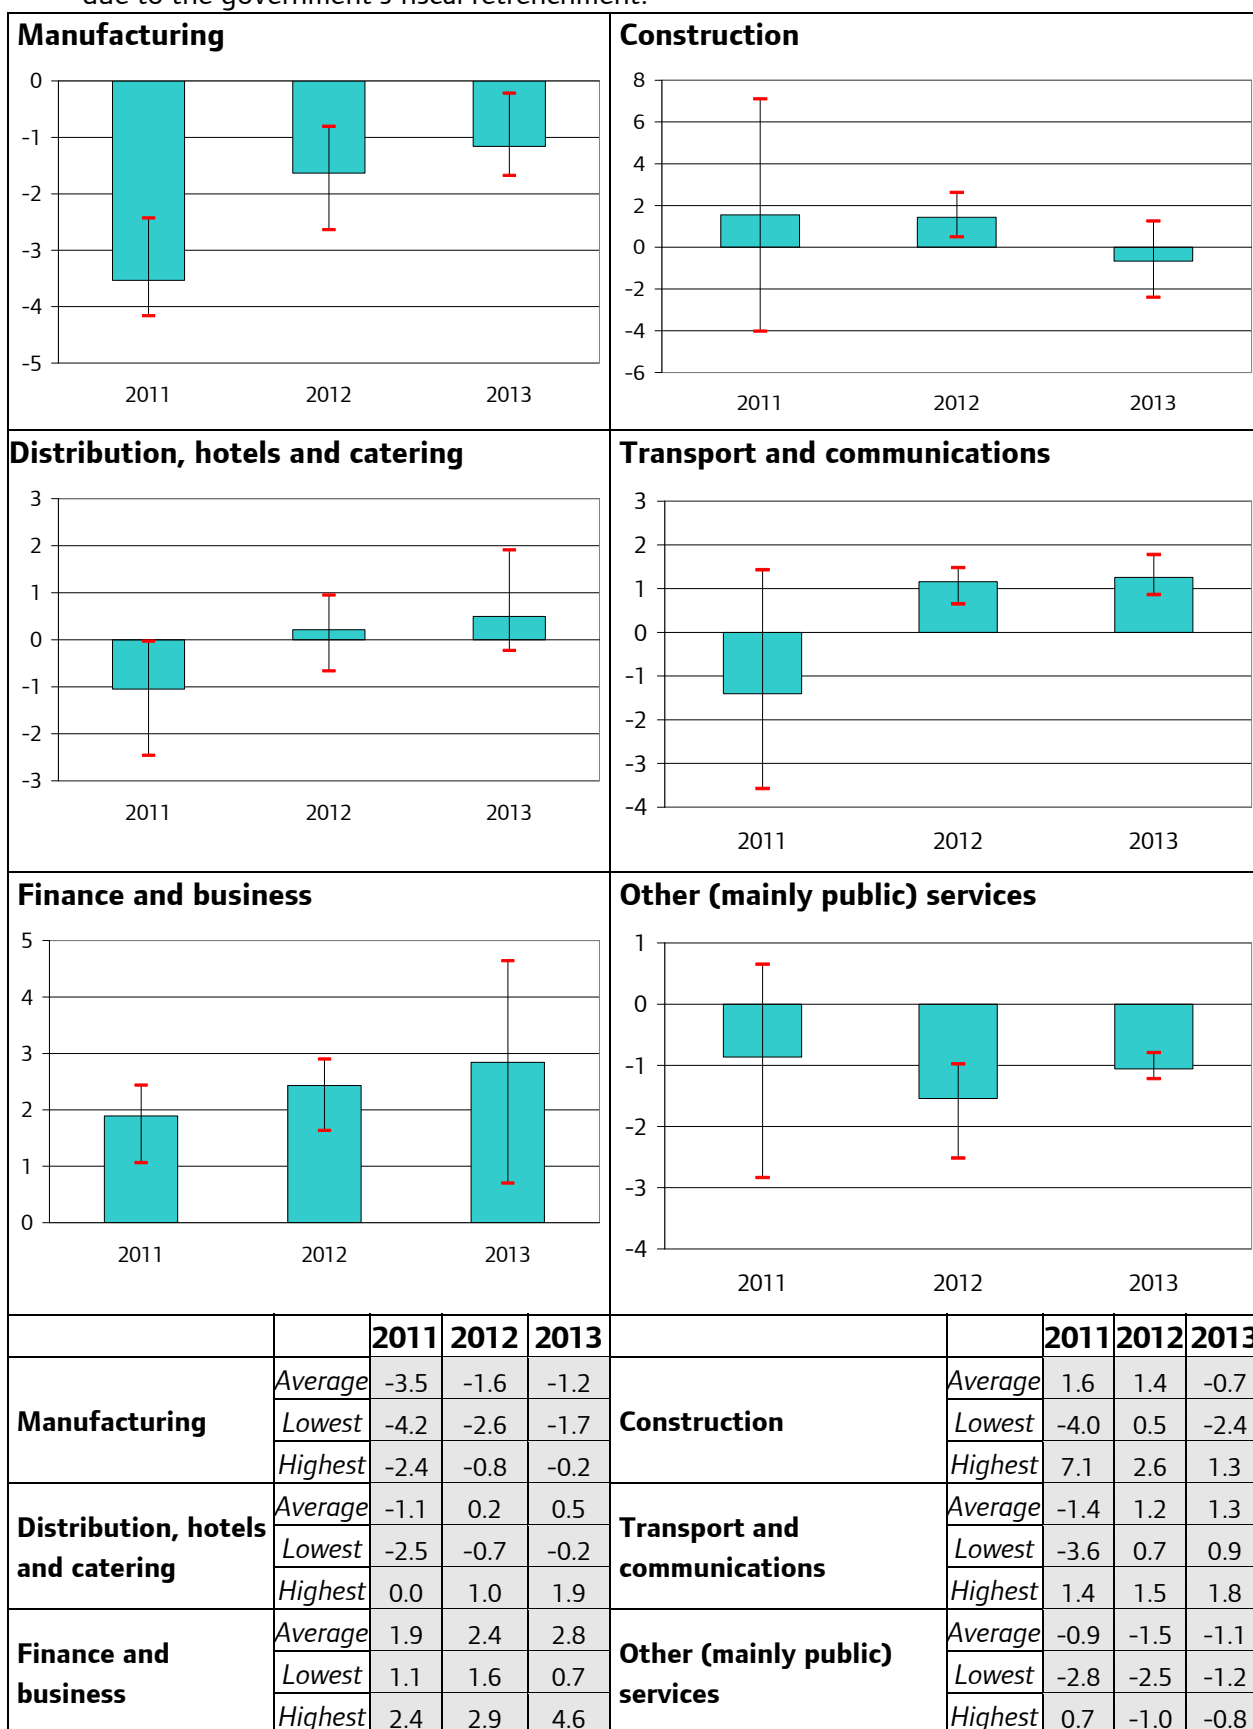 due to the government's fiscal retrenchment.
Manufacturing
0
-1
-2
-3
-4
-5
2011 2012 2013
Construction
8
6
4
2
0
-2
-4
-6
2011 2012 2013
Distribution, hotels and catering
3
2
1
0
-1
-2
-3
2011 2012 2013
Transport and communications
3
2
1
0
-1
-2
-3
-4
2011 2012 2013
Finance and business
5
4
3
2
1
0
2011 2012 2013
Other (mainly public) services
1
0
-1
-2
-3
-4
2011 2012 2013
2011 2012 2013
Manufacturing
Average -3.5 -1.6 -1.2
Lowest -4.2 -2.6 -1.7
Highest -2.4 -0.8 -0.2
Distribution, hotels
and catering
Average -1.1 0.2 0.5
Lowest -2.5 -0.7 -0.2
Highest 0.0 1.0 1.9
Finance and
business
Average 1.9 2.4 2.8
Lowest 1.1 1.6 0.7
Highest 2.4 2.9 4.6
2011 2012 2013
Construction
Average 1.6 1.4 -0.7
Lowest -4.0 0.5 -2.4
Highest 7.1 2.6 1.3
Transport and
communications
Average -1.4 1.2 1.3
Lowest -3.6 0.7 0.9
Highest 1.4 1.5 1.8
Other (mainly public)
services
Average -0.9 -1.5 -1.1
Lowest -2.8 -2.5 -1.2
Highest 0.7 -1.0 -0.8